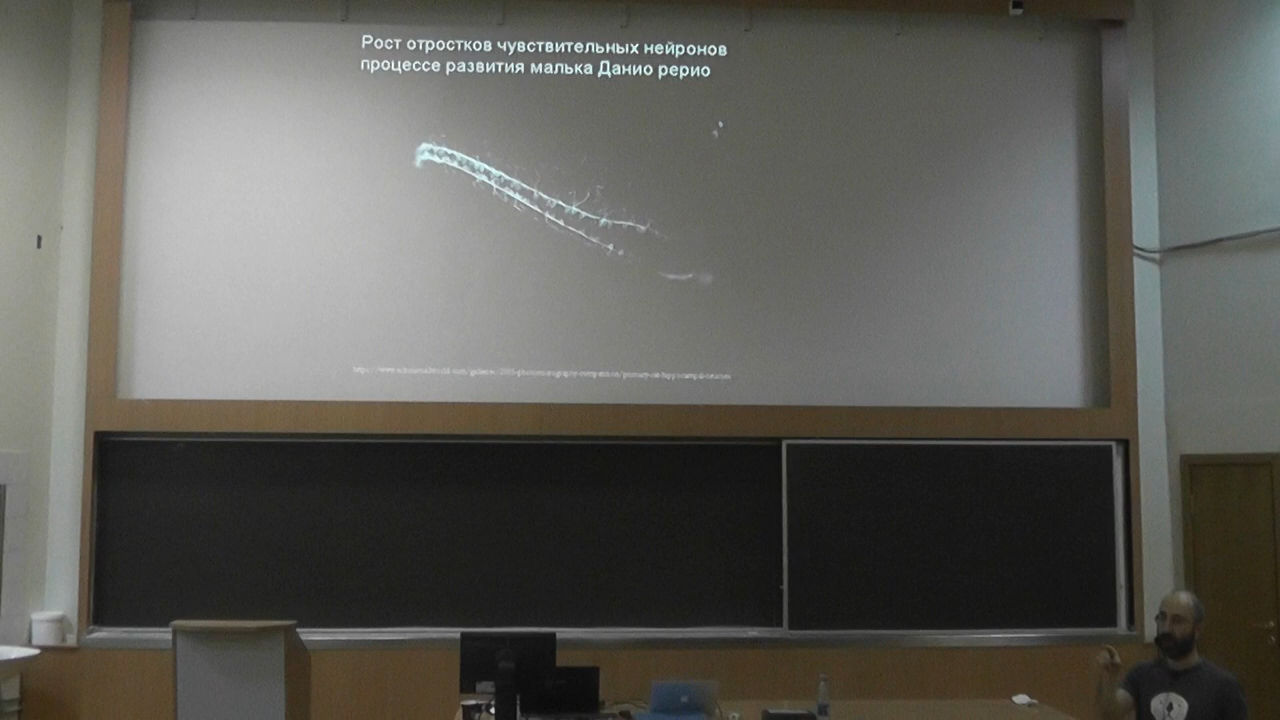 Рост отростков чувствительных нейронов
процессе развития малька Данио рерио